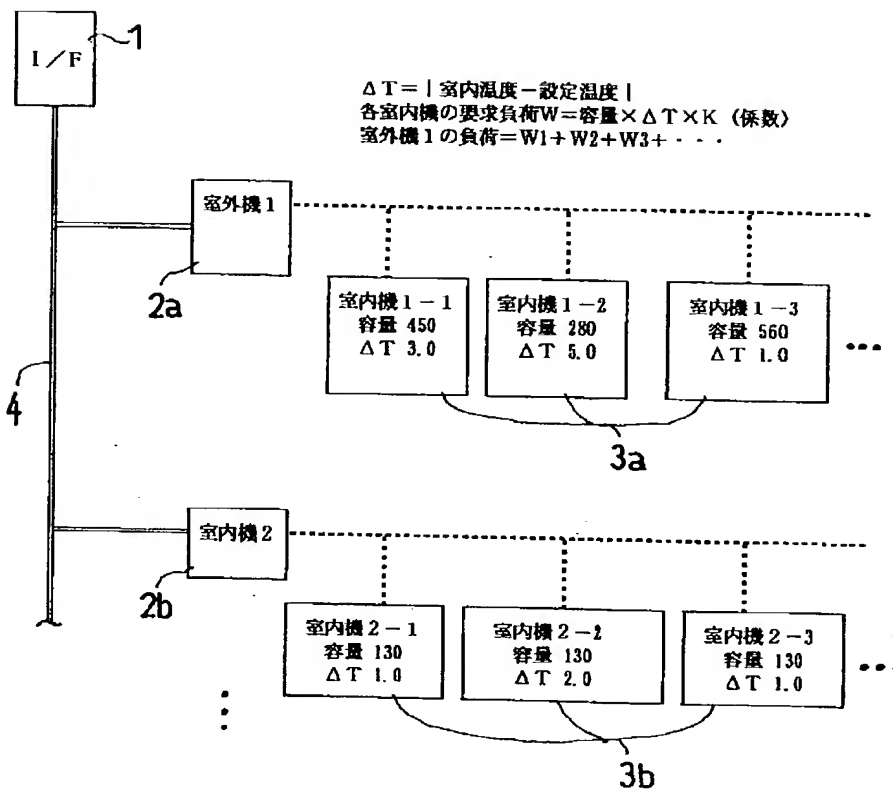 1
I/F
ΔT=|室内温度-設定温度|
各室内機の要求負荷W=容量×ΔT×K(係数)
室外機1の負荷=W1+W2+W3+・・・
室外機1
2a
室内機1-1
容量 450
ΔT 3.0
室内機1-2
容量 280
ΔT 5.0
室内機1-3
容量 560
ΔT 1.0
•••
3a
4
室内機2
2b
室内機2-1
容量 130
ΔT 1.0
室内機2-2
容量 130
ΔT 2.0
室内機2-3
容量 130
ΔT 1.0
•••
3b